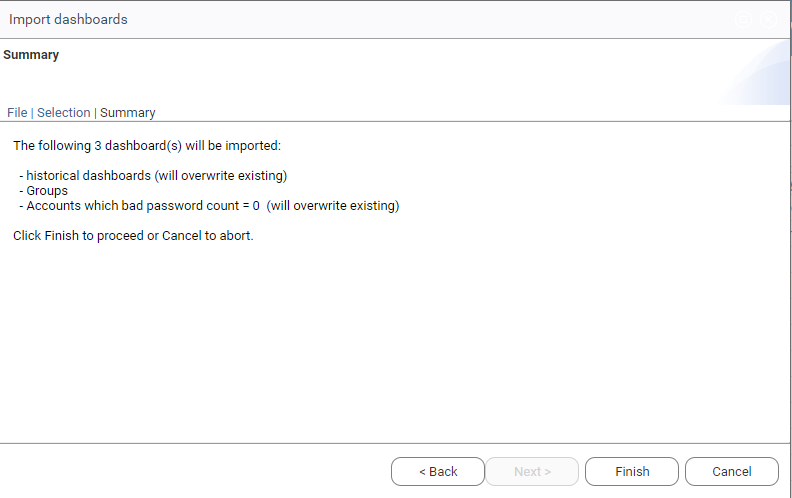 Import dashboards
Summary
File | Selection | Summary
The following 3 dashboard(s) will be imported:
- historical dashboards (will overwrite existing)
- Groups
- Accounts which bad password count = 0  (will overwrite existing)
Click Finish to proceed or Cancel to abort.
< Back Next > Finish Cancel